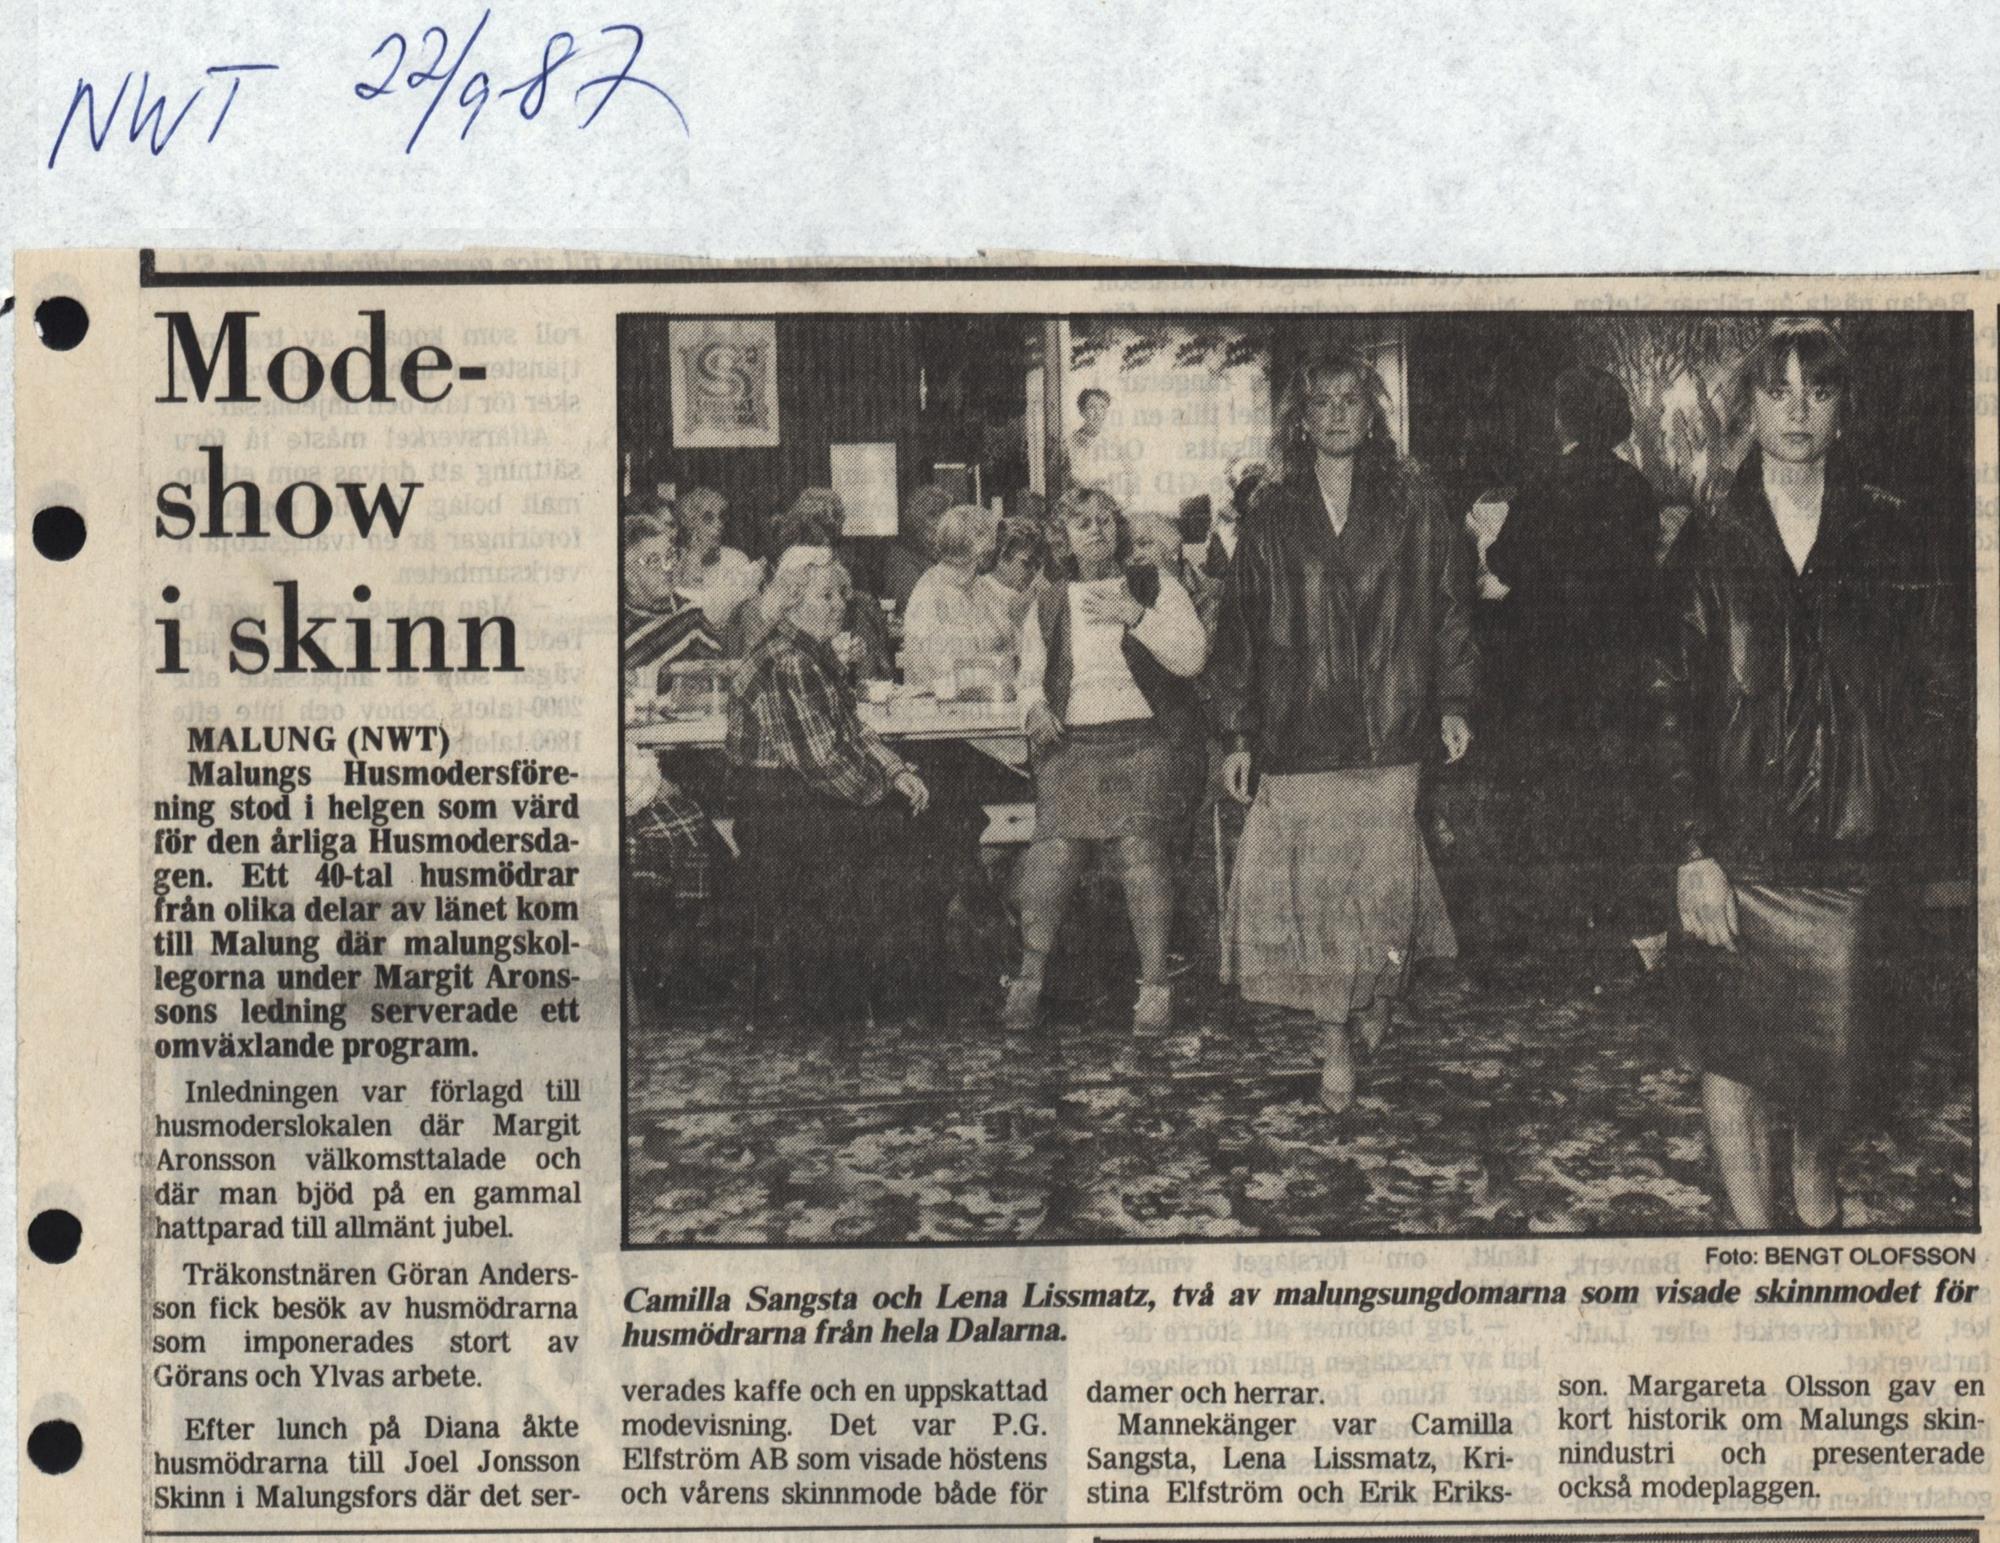 NWT 22/9-87
Mode-
show
i skinn
MALUNG (NWT)
Malungs Husmodersföre-
ning stod i helgen som värd
för den årliga Husmodersda-
gen. Ett 40-tal husmödrar
från olika delar av länet kom
till Malung där malungskol-
legorna under Margit Arons-
sons ledning serverade ett
omväxlande program.
Inledningen var förlagd till
husmoderslokalen där Margit
Aronsson välkomsttalade och
där man bjöd på en gammal
hattparad till allmänt jubel.
Träkonstnären Göran Anders-
son fick besök av husmödrarna
som imponerades stort av
Görans och Ylvas arbete.
Efter lunch på Diana åkte
husmödrarna till Joel Jonsson
Skinn i Malungsfors där det ser-
Foto: BENGT OLOFSSON
Camilla Sangsta och Lena Lissmatz, två av malungsungdomarna som visade skinnmodet för
husmödrarna från hela Dalarna.
verades kaffe och en uppskattad
modevisning. Det var P.G.
Elfström AB som visade höstens
och vårens skinnmode både för
damer och herrar.
Mannekänger var Camilla
Sangsta, Lena Lissmatz, Kri-
stina Elfström och Erik Eriks-
son. Margareta Olsson gav en
kort historik om Malungs skin-
nindustri och presenterade
också modeplaggen.